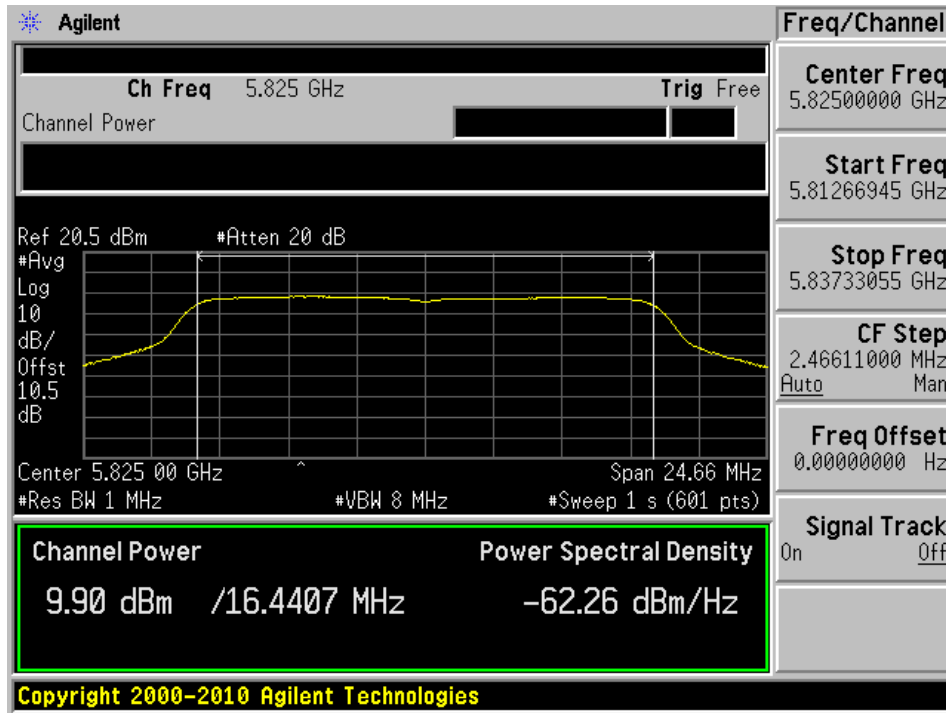 Agilent
Freq/Channel
Ch Freq 5.825 GHz Trig Free
Channel Power
Center Freq
5.82500000 GHz
Start Freq
5.81266945 GHz
Stop Freq
5.83733055 GHz
CF Step
2.46611000 MHz
Auto Man
Freq Offset
0.00000000 Hz
Signal Track
On Off
Ref 20.5 dBm #Atten 20 dB
#Avg
Log
10
dB/
Offst
10.5
dB
Center 5.825 00 GHz ^ Span 24.66 MHz
#Res BW 1 MHz #VBW 8 MHz #Sweep 1 s (601 pts)
Channel Power Power Spectral Density
9.90 dBm /16.4407 MHz -62.26 dBm/Hz
Copyright 2000-2010 Agilent Technologies